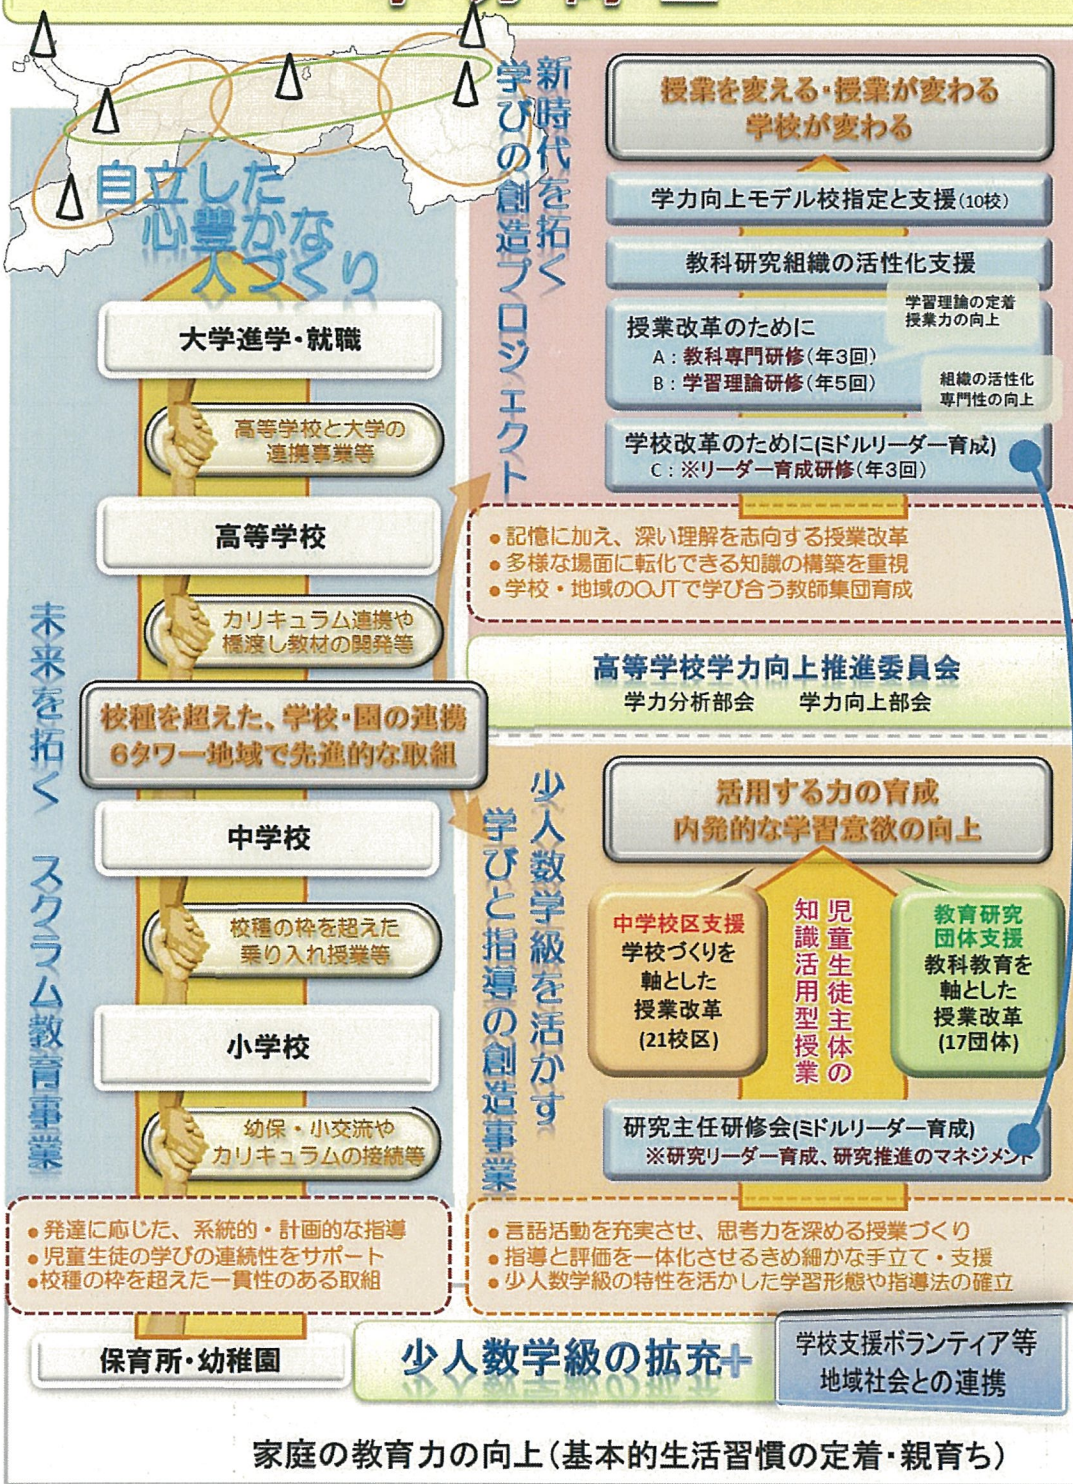 自立した
心豊かな
人づくり
大学進学・就職
高等学校と大学の
連携事業等
高等学校
カリキュラム連携や
橋渡し教材の開発等
校種を超えた、学校・園の連携
6タワー地域で先進的な取組
中学校
校種の枠を超えた
乗り入れ授業等
小学校
幼保・小交流や
カリキュラムの接続等
未来を拓く スクラム教育事業
●発達に応じた、系統的・計画的な指導
●児童生徒の学びの連続性をサポート
●校種の枠を超えた一貫性のある取組
保育所・幼稚園
新時代を拓く
学びの創造プロジェクト
授業を変える・授業が変わる
学校が変わる
学力向上モデル校指定と支援(10校)
教科研究組織の活性化支援
学習理論の定着
授業力の向上
授業改革のために
A：教科専門研修(年3回)
B：学習理論研修(年5回)
組織の活性化
専門性の向上
学校改革のために(ミドルリーダー育成)
C：※リーダー育成研修(年3回)
●記憶に加え、深い理解を志向する授業改革
●多様な場面に転化できる知識の構築を重視
●学校・地域のOJTで学び合う教師集団育成
高等学校学力向上推進委員会
学力分析部会 学力向上部会
少人数学級を活かす
学びと指導の創造事業
活用する力の育成
内発的な学習意欲の向上
中学校区支援
学校づくりを
軸とした
授業改革
(21校区)
児童生徒主体の
知識活用型授業
教育研究
団体支援
教科教育を
軸とした
授業改革
(17団体)
研究主任研修会(ミドルリーダー育成)
※研究リーダー育成、研究推進のマネジメント
●言語活動を充実させ、思考力を深める授業づくり
●指導と評価を一体化させるきめ細かな手立て・支援
●少人数学級の特性を活かした学習形態や指導法の確立
少人数学級の拡充+
学校支援ボランティア等
地域社会との連携
家庭の教育力の向上(基本的生活習慣の定着・親育ち)